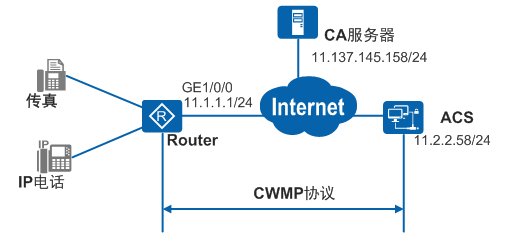 CA服务器
11.137.145.158/24
传真
GE1/0/0
11.1.1.1/24
R
Router
Internet
ACS
11.2.2.58/24
IP
IP电话
CWMP协议